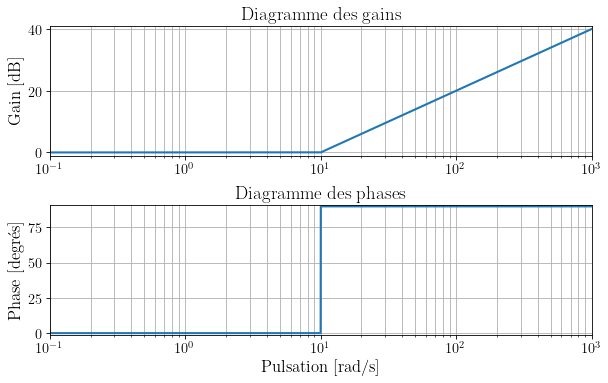 Diagramme des gains
Gain [dB]
40
20
0
10⁻¹ 10⁰ 10¹ 10² 10³
Diagramme des phases
Phase [degrés]
75
50
25
0
10⁻¹ 10⁰ 10¹ 10² 10³
Pulsation [rad/s]